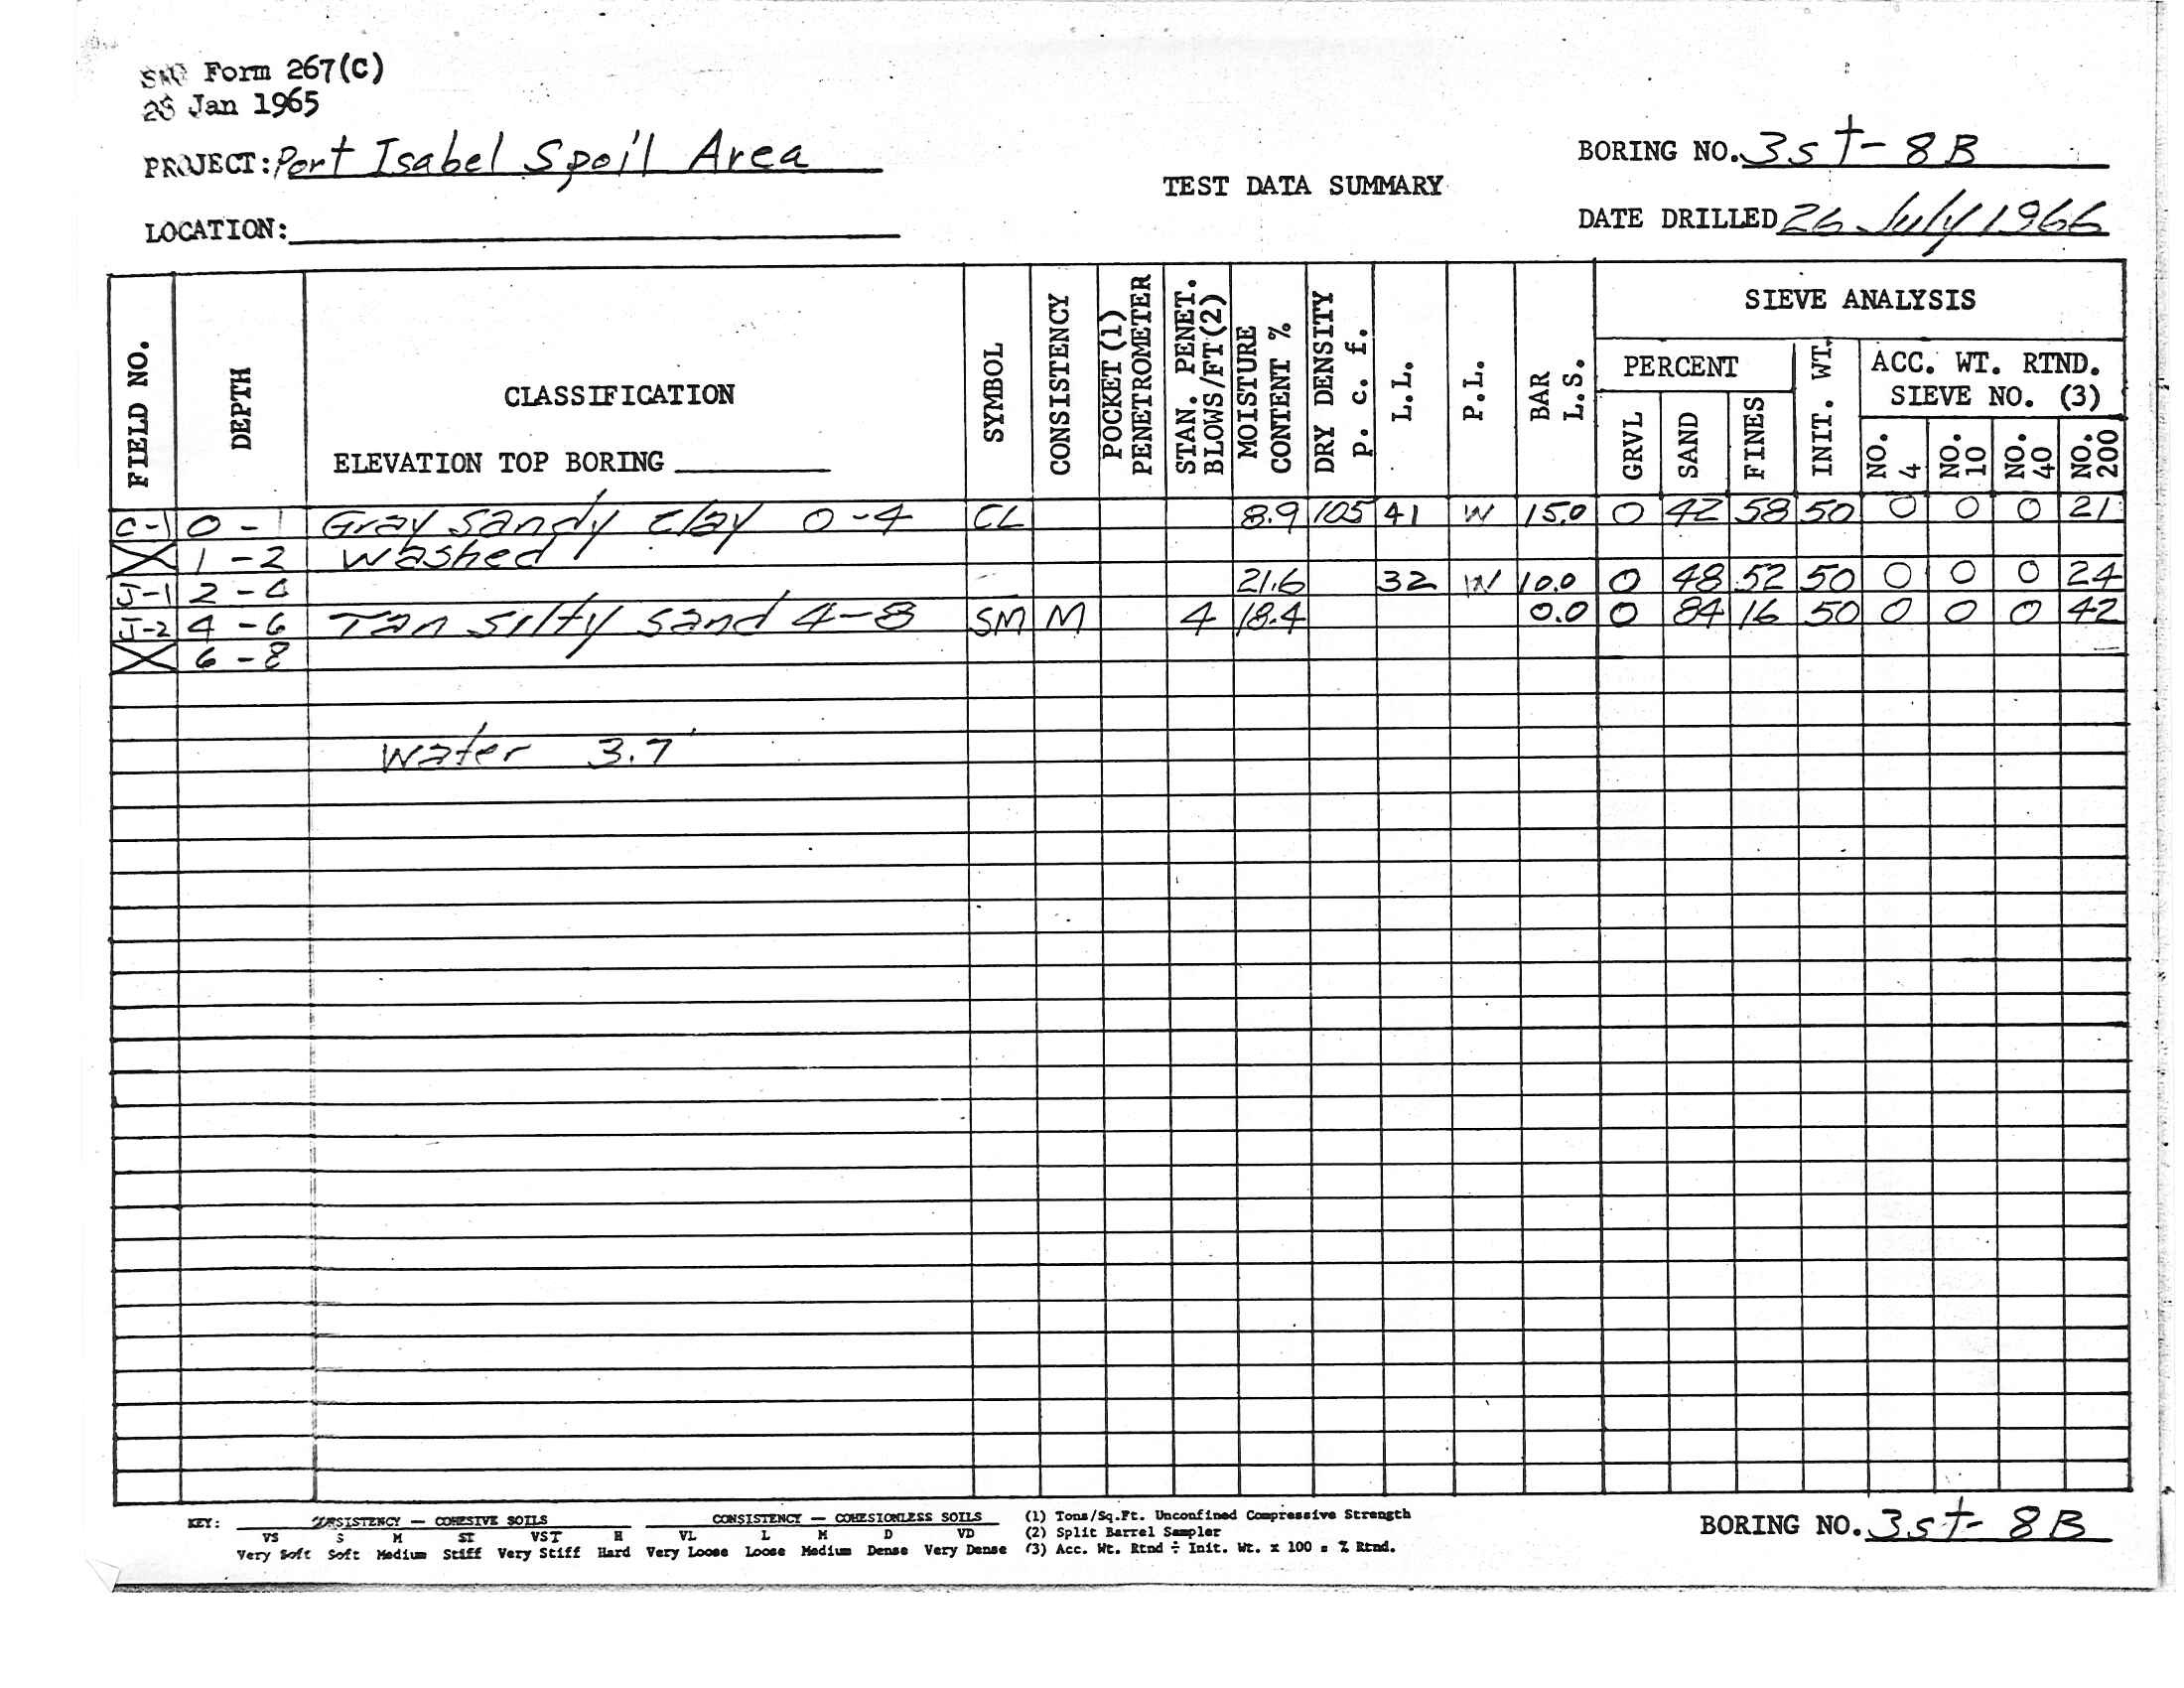 Form 267(C)
Jan 1965
PROJECT: Port Isabel Spoil Area
BORING NO. 3st-8B
TEST DATA SUMMARY
LOCATION:
DATE DRILLED 26 July 1966
FIELD NO.
DEPTH
CLASSIFICATION
ELEVATION TOP BORING
SYMBOL
CONSISTENCY
POCKET (1)
PENETROMETER
STAN. PENET.
BLOWS/FT(2)
MOISTURE
CONTENT %
DRY DENSITY
p. c. f.
L.L.
P.L.
BAR
L.S.
SIEVE ANALYSIS
PERCENT
GRVL
SAND
FINES
INIT. WT.
ACC. WT. RTND.
SIEVE NO. (3)
NO. 4
NO. 10
NO. 40
NO. 200
C-1 0-1 Gray sandy clay 0-4 CL 8.9 105 41 W 15.0 0 42 58 50 0 0 0 21
1-2 washed
J-1 2-4 21.6 32 W 10.0 0 48 52 50 0 0 0 24
J-2 4-6 Tan silty sand 4-8 SM M 4 18.4 0.0 0 84 16 50 0 0 0 42
6-8
Water 3.7'
KEY: CONSISTENCY — COHESIVE SOILS CONSISTENCY — COHESIONLESS SOILS (1) Tons/Sq.Ft. Unconfined Compressive Strength
VS S M ST VST H VL L M D VD (2) Split Barrel Sampler
Very Soft Soft Medium Stiff Very Stiff Hard Very Loose Loose Medium Dense Very Dense (3) Acc. Wt. Rtnd ÷ Init. Wt. x 100 = % Rtnd.
BORING NO. 3st-8B